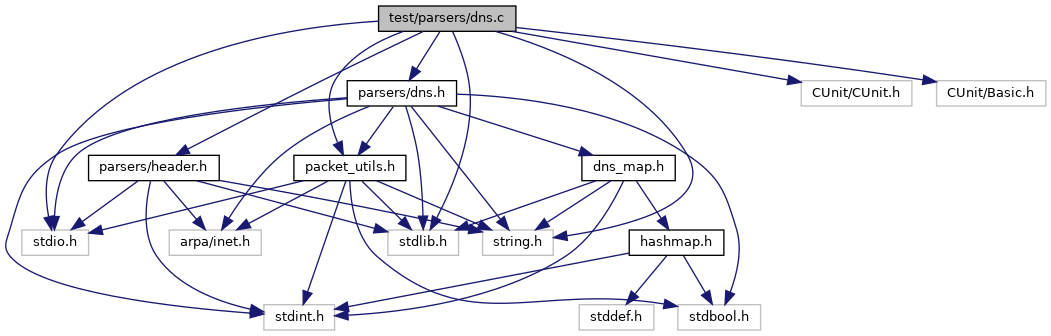 test/parsers/dns.c
parsers/dns.h
CUnit/CUnit.h
CUnit/Basic.h
parsers/header.h
packet_utils.h
dns_map.h
stdio.h
arpa/inet.h
stdlib.h
string.h
hashmap.h
stdint.h
stddef.h
stdbool.h